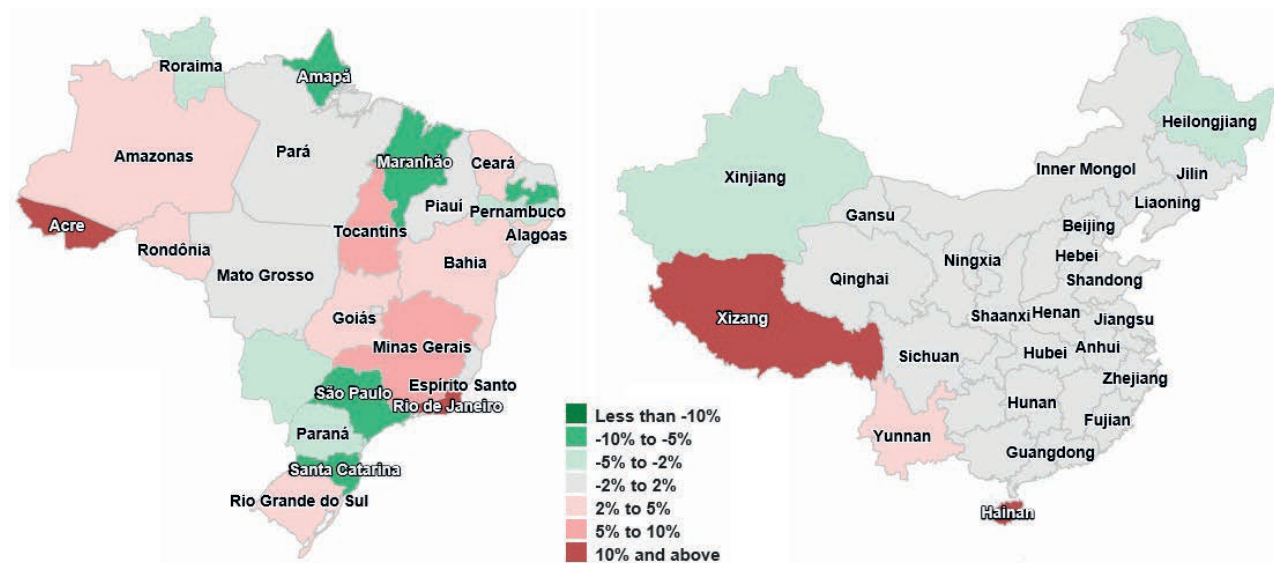 Roraima
Amapá
Amazonas
Pará
Maranhão
Ceará
Piauí
Pernambuco
Alagoas
Acre
Rondônia
Tocantins
Mato Grosso
Bahia
Goiás
Minas Gerais
Espírito Santo
São Paulo
Rio de Janeiro
Paraná
Santa Catarina
Rio Grande do Sul
Less than -10%
-10% to -5%
-5% to -2%
-2% to 2%
2% to 5%
5% to 10%
10% and above
Heilongjiang
Inner Mongol
Jilin
Xinjiang
Liaoning
Gansu
Beijing
Hebei
Ningxia
Qinghai
Shandong
Xizang
Shaanxi
Henan
Jiangsu
Sichuan
Hubei
Anhui
Zhejiang
Hunan
Yunnan
Fujian
Guangdong
Hainan